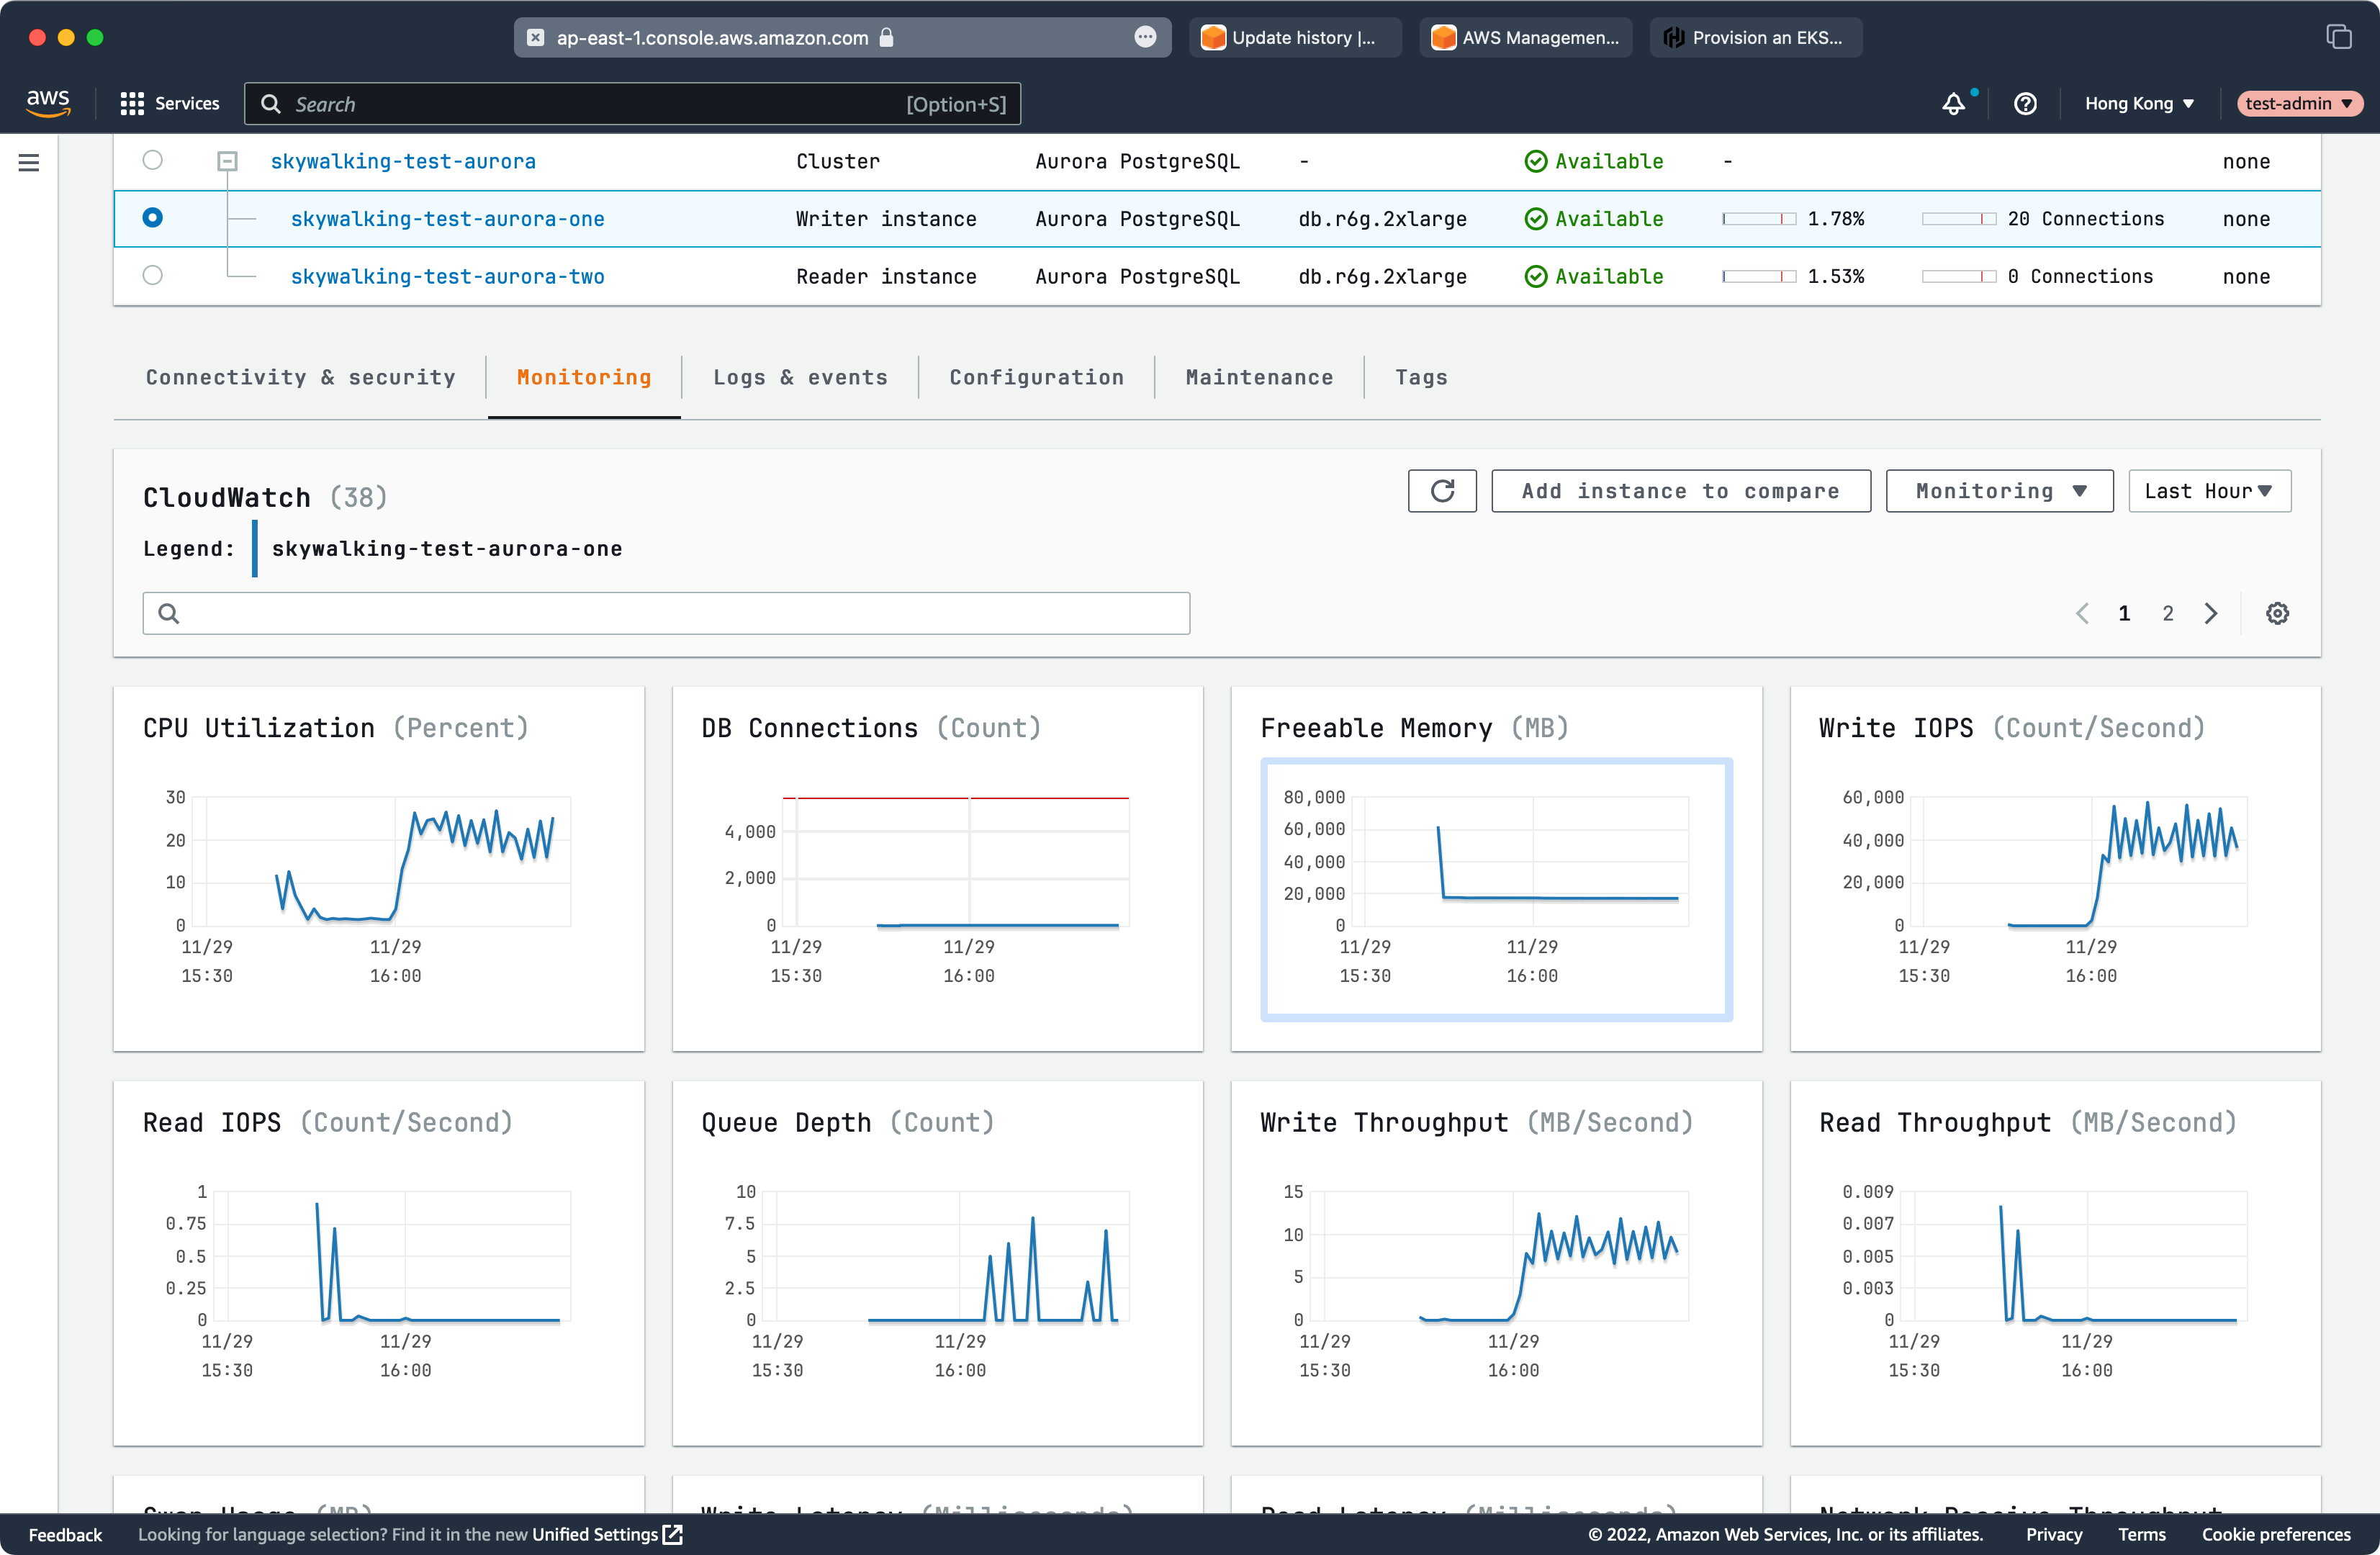 ap-east-1.console.aws.amazon.com
Update history |...
AWS Managemen...
Provision an EKS...
aws
Services
Search
[Option+S]
Hong Kong
test-admin
skywalking-test-aurora Cluster Aurora PostgreSQL - Available - none
skywalking-test-aurora-one Writer instance Aurora PostgreSQL db.r6g.2xlarge Available 1.78% 20 Connections none
skywalking-test-aurora-two Reader instance Aurora PostgreSQL db.r6g.2xlarge Available 1.53% 0 Connections none
Connectivity & security
Monitoring
Logs & events
Configuration
Maintenance
Tags
CloudWatch (38)
Add instance to compare
Monitoring
Last Hour
Legend: skywalking-test-aurora-one
1 2
CPU Utilization (Percent)
30
20
10
0
11/29 11/29
15:30 16:00
DB Connections (Count)
4,000
2,000
0
11/29 11/29
15:30 16:00
Freeable Memory (MB)
80,000
60,000
40,000
20,000
0
11/29 11/29
15:30 16:00
Write IOPS (Count/Second)
60,000
40,000
20,000
0
11/29 11/29
15:30 16:00
Read IOPS (Count/Second)
1
0.75
0.5
0.25
0
11/29 11/29
15:30 16:00
Queue Depth (Count)
10
7.5
5
2.5
0
11/29 11/29
15:30 16:00
Write Throughput (MB/Second)
15
10
5
0
11/29 11/29
15:30 16:00
Read Throughput (MB/Second)
0.009
0.007
0.005
0.003
0
11/29 11/29
15:30 16:00
Swap Usage (MB)
Write Latency (Milliseconds)
Read Latency (Milliseconds)
Network Receive Throughput
Feedback
Looking for language selection? Find it in the new Unified Settings
© 2022, Amazon Web Services, Inc. or its affiliates.
Privacy
Terms
Cookie preferences